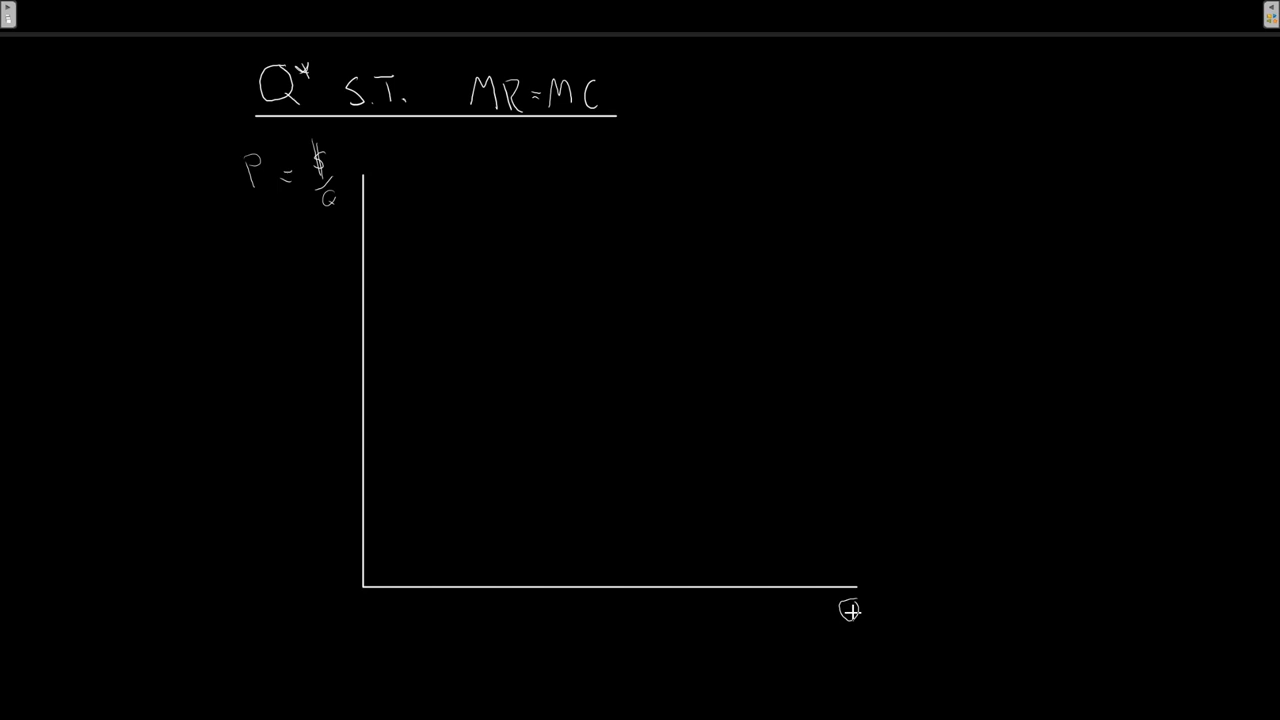 Q* S.T. MR=MC
P = $/Q